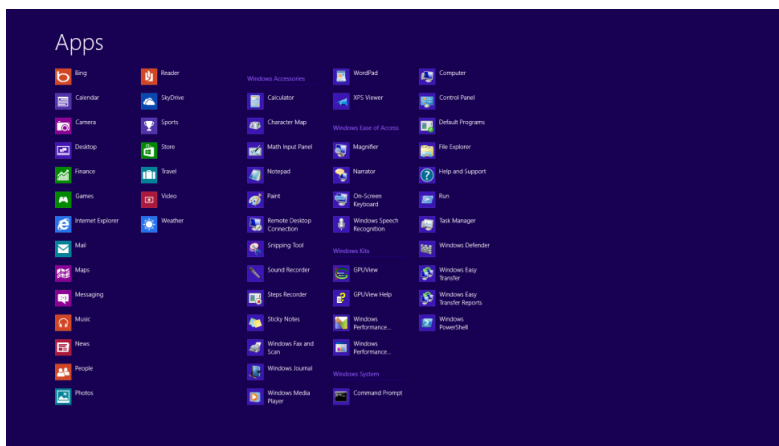 Apps
Bing
Calendar
Camera
Desktop
Finance
Games
Internet Explorer
Mail
Maps
Messaging
Music
News
People
Photos
Reader
SkyDrive
Sports
Store
Travel
Video
Weather
Windows Accessories
Calculator
Character Map
Math Input Panel
Notepad
Paint
Remote Desktop
Connection
Snipping Tool
Sound Recorder
Steps Recorder
Sticky Notes
Windows Fax and
Scan
Windows Journal
Windows Media
Player
WordPad
XPS Viewer
Windows Ease of Access
Magnifier
Narrator
On-Screen
Keyboard
Windows Speech
Recognition
Windows Kits
GPUView
GPUView Help
Windows
Performance...
Windows
Performance...
Windows System
Command Prompt
Computer
Control Panel
Default Programs
File Explorer
Help and Support
Run
Task Manager
Windows Defender
Windows Easy
Transfer
Windows Easy
Transfer Reports
Windows
PowerShell